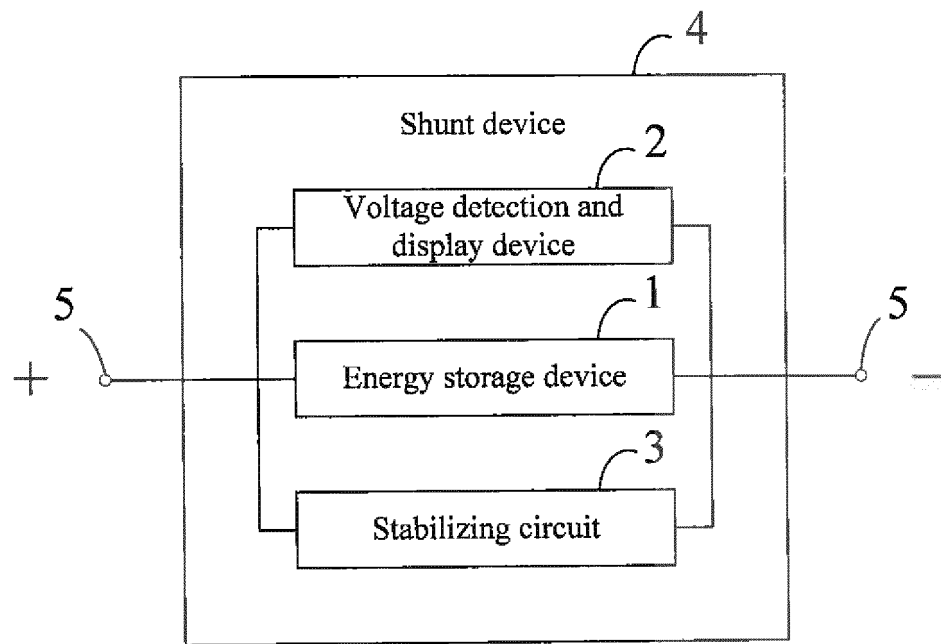 4
Shunt device
2
Voltage detection and
display device
1
5
5
+
Energy storage device
−
3
Stabilizing circuit